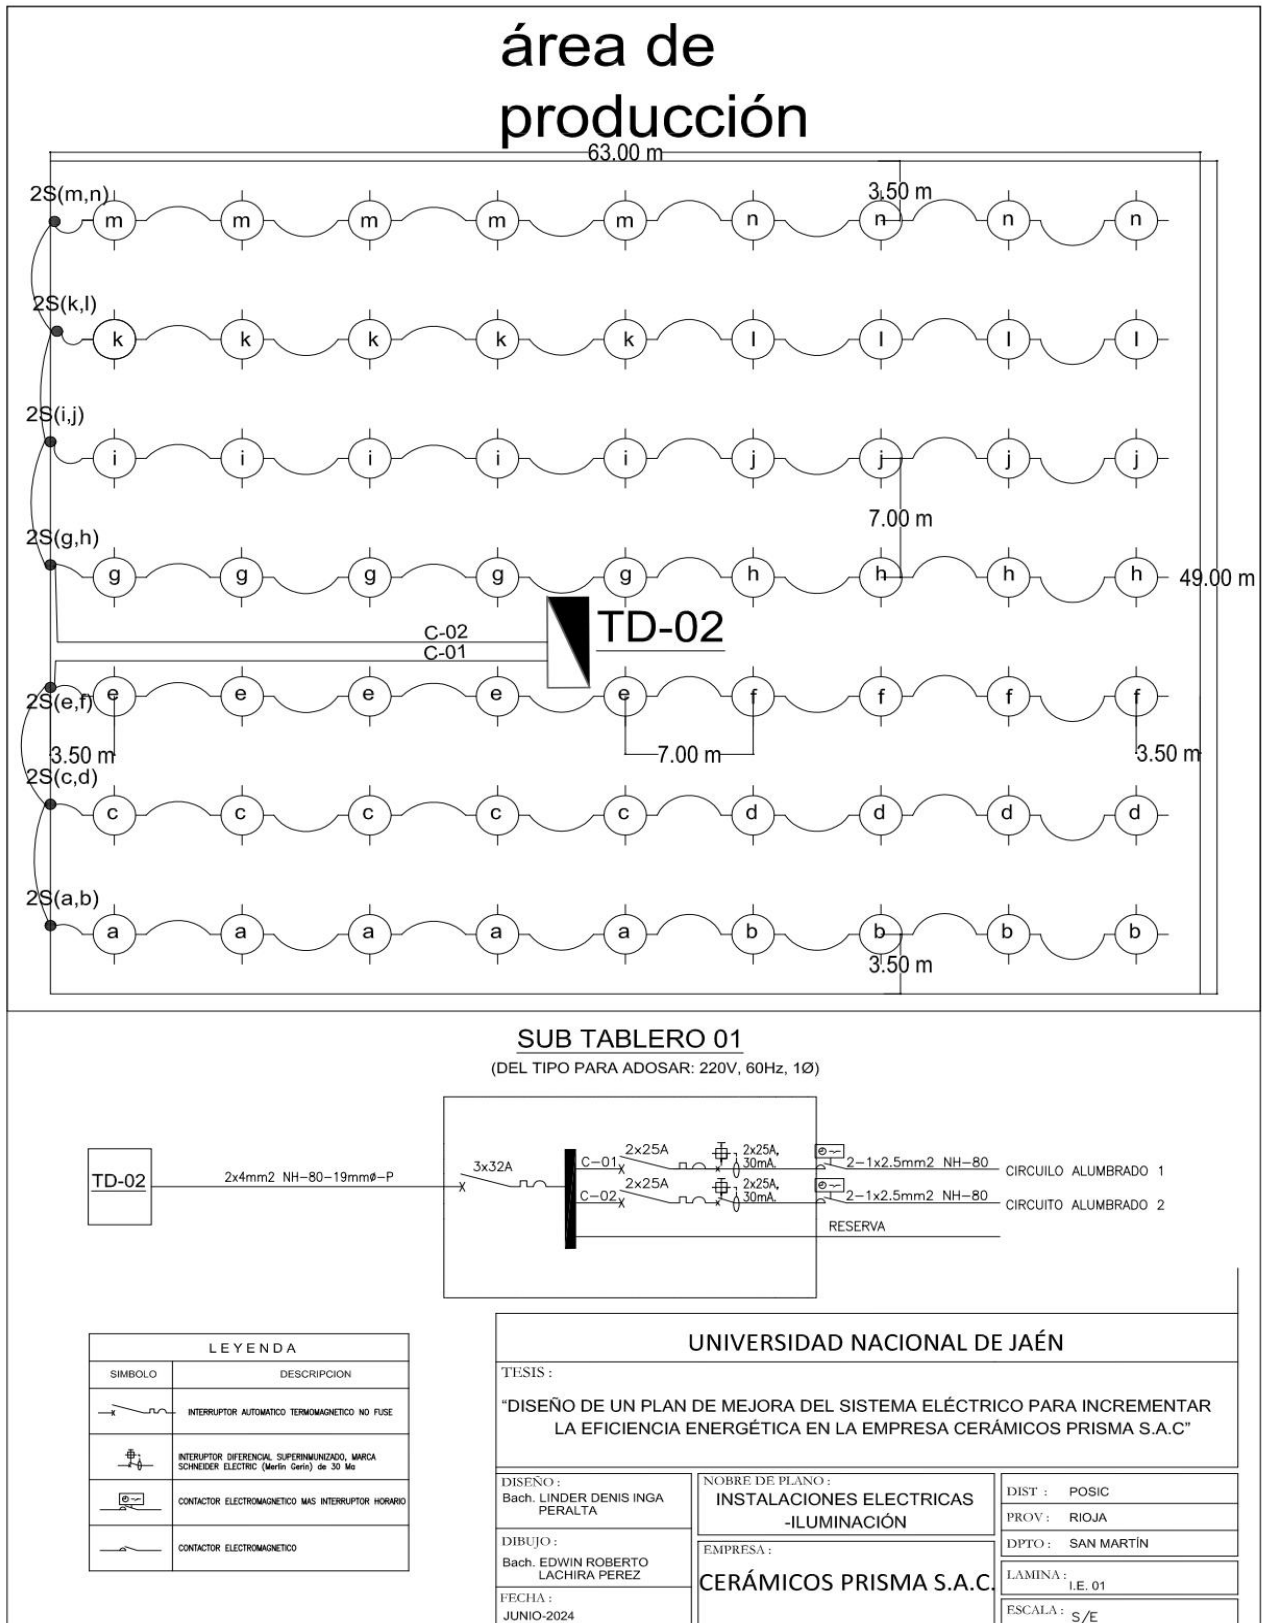 área de
producción
63.00 m
3.50 m
2S(m,n)
m m m m m n n n n
2S(k,l)
k k k k k l l l l
2S(i,j)
i i i i i j j j j
7.00 m
2S(g,h)
g g g g g h h h h
49.00 m
C-02
TD-02
C-01
e e e e e f f f f
2S(e,f)
3.50 m
7.00 m
3.50 m
2S(c,d)
c c c c c d d d d
2S(a,b)
a a a a a b b b b
3.50 m
SUB TABLERO 01
(DEL TIPO PARA ADOSAR: 220V, 60Hz, 1Ø)
TD-02
2x4mm2 NH-80-19mmø-P
3x32A
C-01
2x25A
2x25A,
30mA.
2-1x2.5mm2 NH-80
CIRCUILO ALUMBRADO 1
C-02
2x25A
2x25A,
30mA.
2-1x2.5mm2 NH-80
CIRCUITO ALUMBRADO 2
RESERVA
LEYENDA
SIMBOLO DESCRIPCION
INTERRUPTOR AUTOMATICO TERMOMAGNETICO NO FUSE
INTERUPTOR DIFERENCIAL SUPERINMUNIZADO, MARCA
SCHNEIDER ELECTRIC (Merlin Gerin) de 30 Ma
CONTACTOR ELECTROMAGNETICO MAS INTERRUPTOR HORARIO
CONTACTOR ELECTROMAGNETICO
UNIVERSIDAD NACIONAL DE JAÉN
TESIS :
“DISEÑO DE UN PLAN DE MEJORA DEL SISTEMA ELÉCTRICO PARA INCREMENTAR
LA EFICIENCIA ENERGÉTICA EN LA EMPRESA CERÁMICOS PRISMA S.A.C”
DISEÑO :
Bach. LINDER DENIS INGA
PERALTA
DIBUJO :
Bach. EDWIN ROBERTO
LACHIRA PEREZ
FECHA :
JUNIO-2024
NOBRE DE PLANO :
INSTALACIONES ELECTRICAS
-ILUMINACIÓN
EMPRESA :
CERÁMICOS PRISMA S.A.C.
DIST : POSIC
PROV : RIOJA
DPTO : SAN MARTÍN
LAMINA :
I.E. 01
ESCALA :
S/E